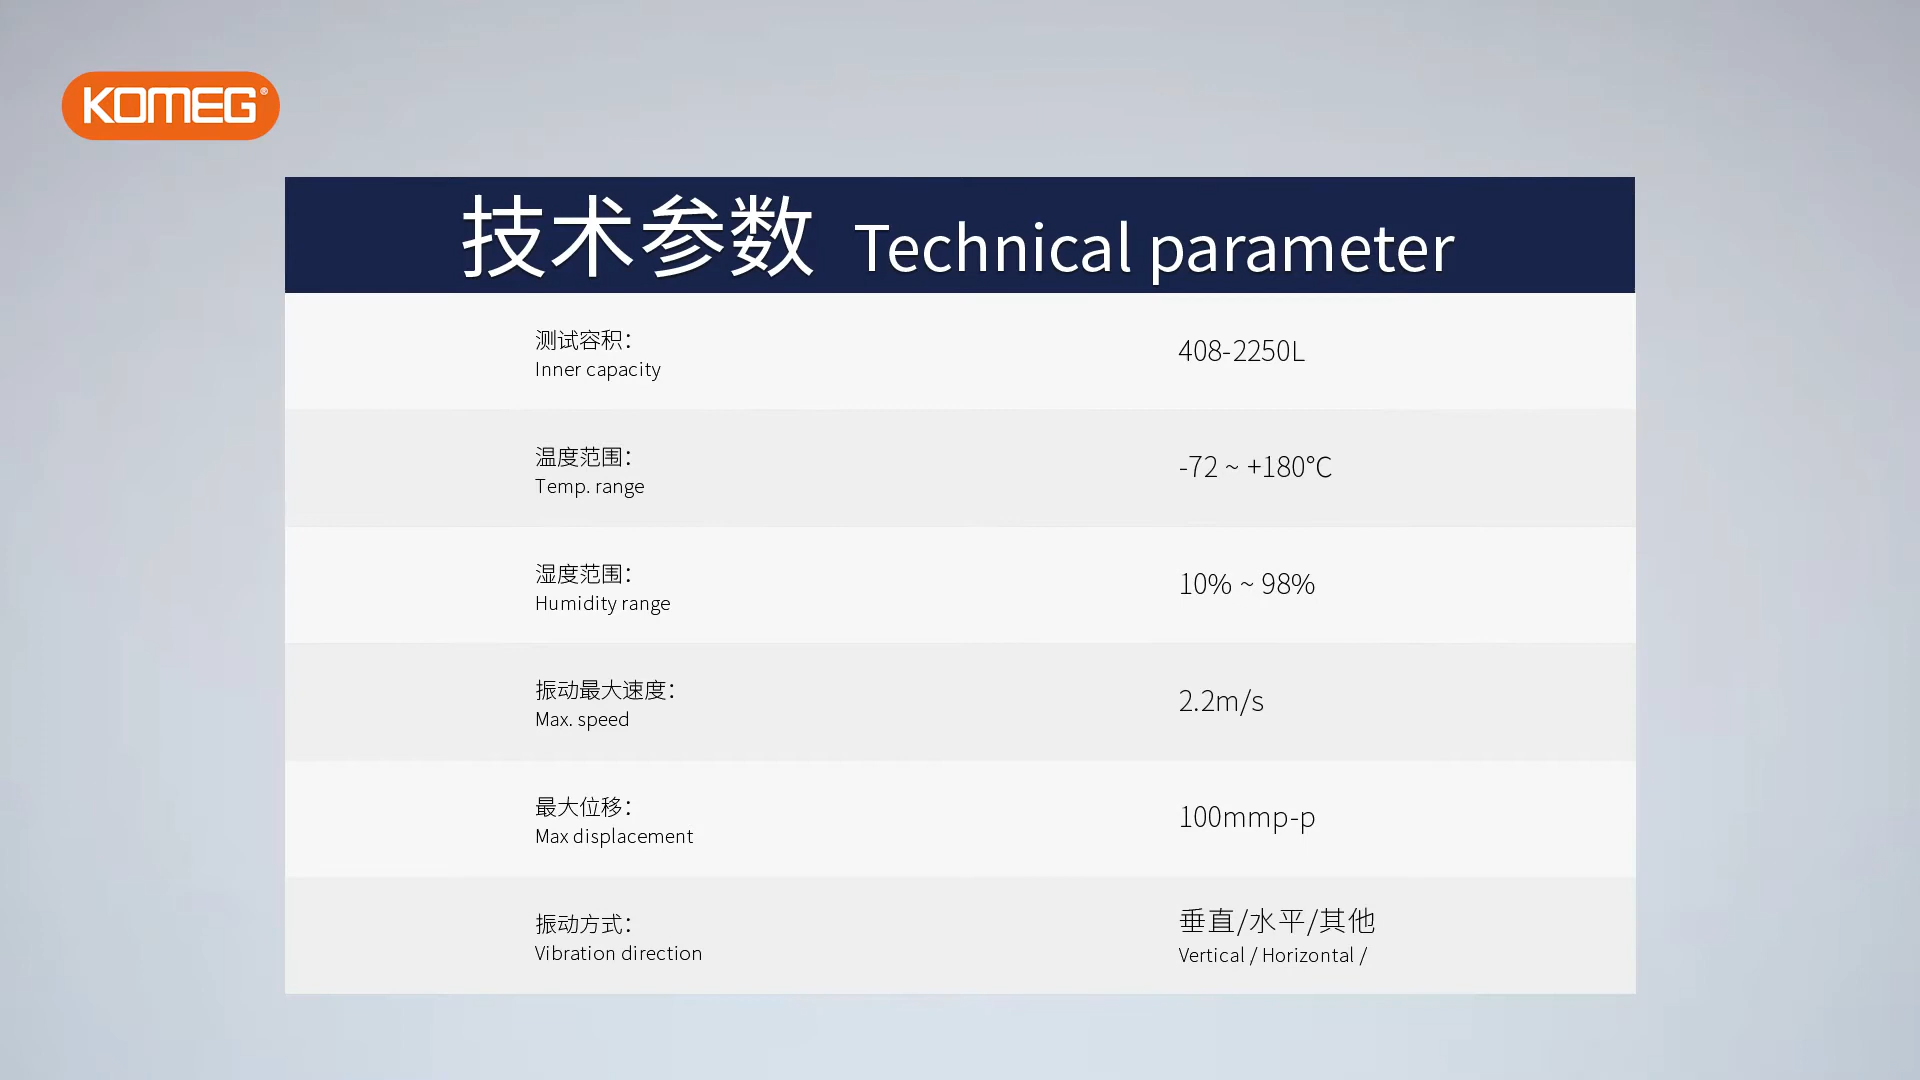 KOMEG®
技术参数 Technical parameter
测试容积：
Inner capacity
408-2250L
温度范围：
Temp. range
-72 ~ +180°C
湿度范围：
Humidity range
10% ~ 98%
振动最大速度：
Max. speed
2.2m/s
最大位移：
Max displacement
100mmp-p
振动方式：
Vibration direction
垂直/水平/其他
Vertical / Horizontal /